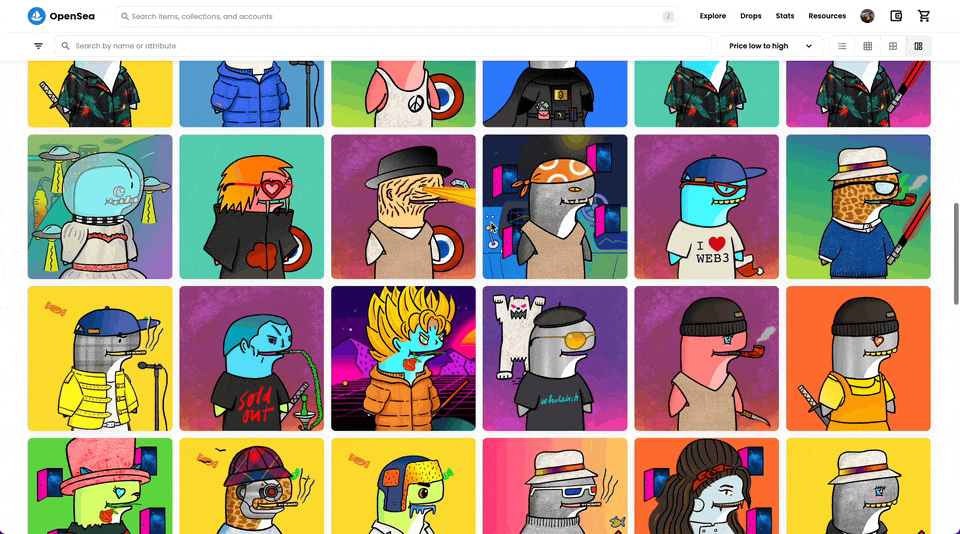 OpenSea
Search items, collections, and accounts
/
Explore
Drops
Stats
Resources
Search by name or attribute
Price low to high
I ❤ WEB3
sold out